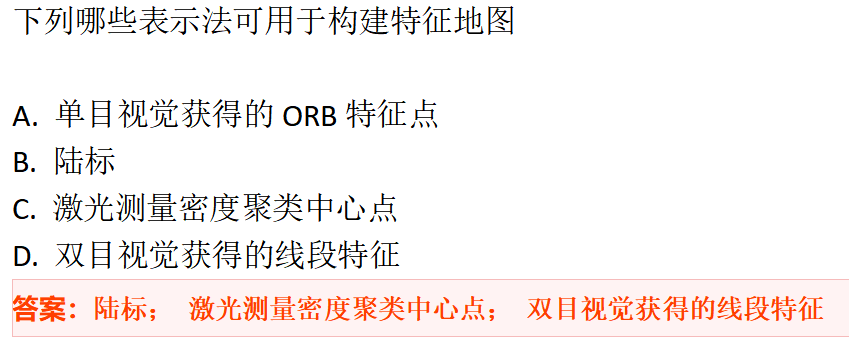 下列哪些表示法可用于构建特征地图
A. 单目视觉获得的 ORB 特征点
B. 陆标
C. 激光测量密度聚类中心点
D. 双目视觉获得的线段特征
答案：陆标； 激光测量密度聚类中心点； 双目视觉获得的线段特征